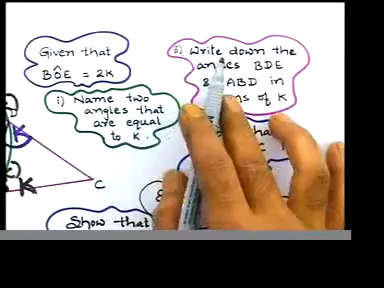 Given that
BÔE = 2K
i) Name two
angles that
are equal
to K.
ii) Write down the
angles BDE
& ABD in
of K
K
K
C
Show that